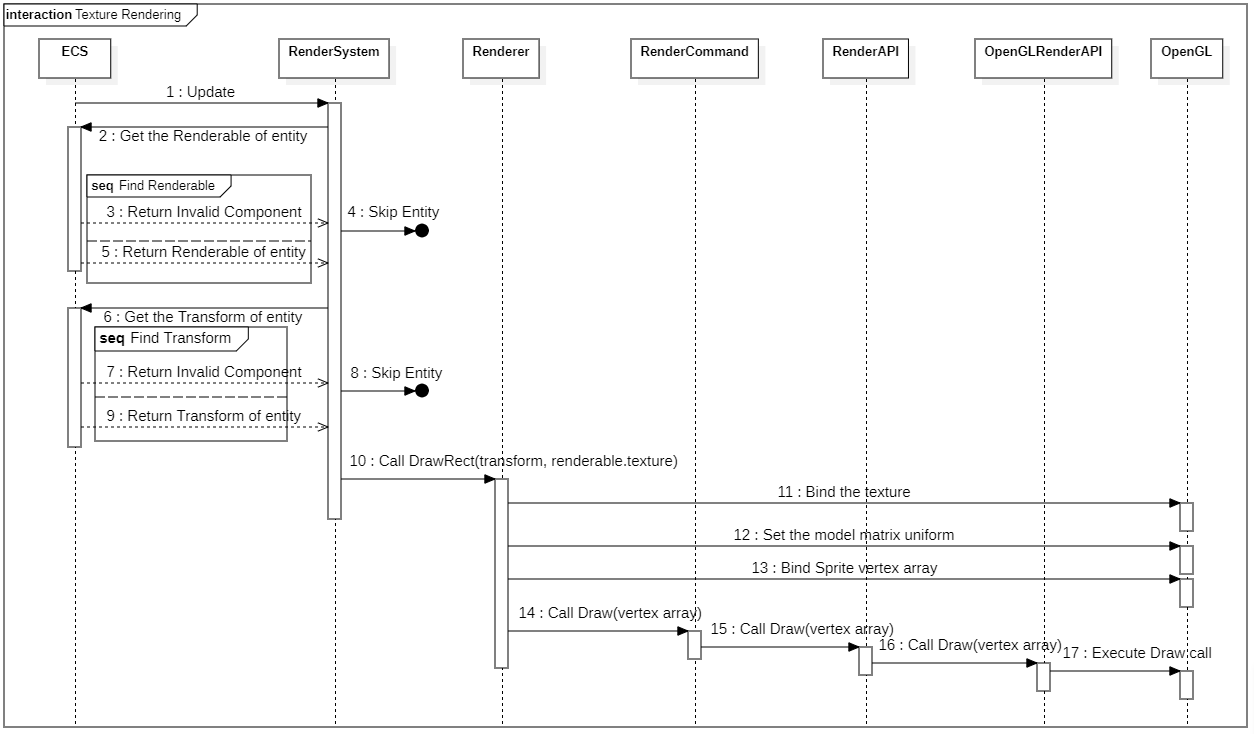 interaction Texture Rendering
ECS
RenderSystem
Renderer
RenderCommand
RenderAPI
OpenGLRenderAPI
OpenGL
1 : Update
2 : Get the Renderable of entity
seq Find Renderable
3 : Return Invalid Component
4 : Skip Entity
5 : Return Renderable of entity
6 : Get the Transform of entity
seq Find Transform
7 : Return Invalid Component
8 : Skip Entity
9 : Return Transform of entity
10 : Call DrawRect(transform, renderable.texture)
11 : Bind the texture
12 : Set the model matrix uniform
13 : Bind Sprite vertex array
14 : Call Draw(vertex array)
15 : Call Draw(vertex array)
16 : Call Draw(vertex array)
17 : Execute Draw call